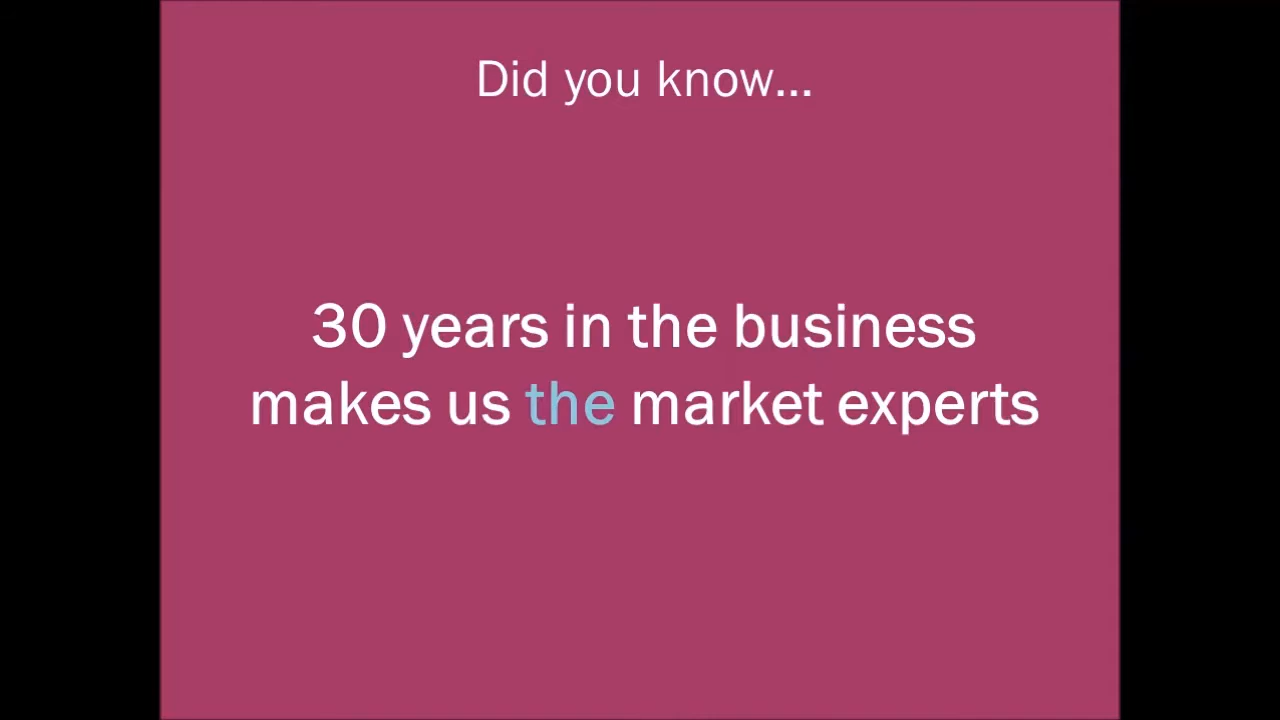 Did you know...
30 years in the business
makes us the market experts